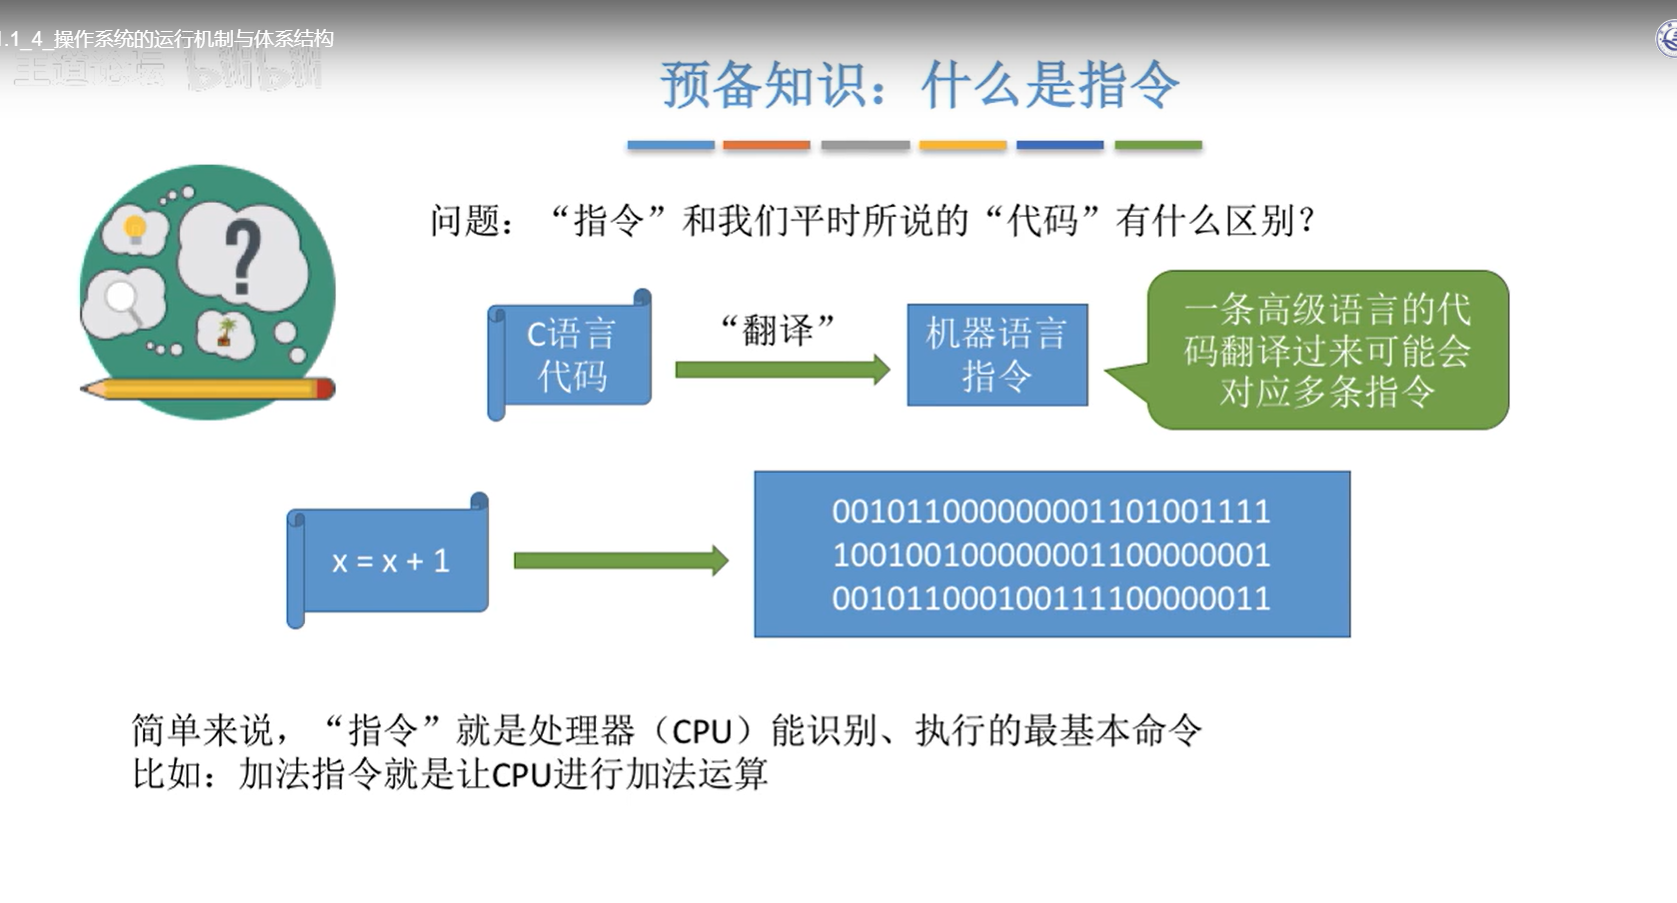 1.1_4_操作系统的运行机制与体系结构
王道论坛 bilibili
预备知识：什么是指令
问题：“指令”和我们平时所说的“代码”有什么区别？
C语言
代码
“翻译”
机器语言
指令
一条高级语言的代
码翻译过来可能会
对应多条指令
?
x = x + 1
001011000000001101001111
100100100000001100000001
001011000100111100000011
简单来说，“指令”就是处理器（CPU）能识别、执行的最基本命令
比如：加法指令就是让CPU进行加法运算